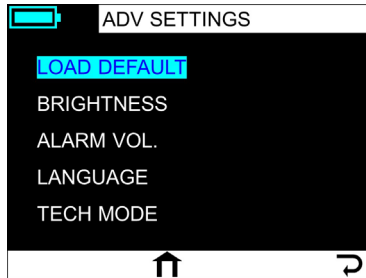 ADV SETTINGS
LOAD DEFAULT
BRIGHTNESS
ALARM VOL.
LANGUAGE
TECH MODE